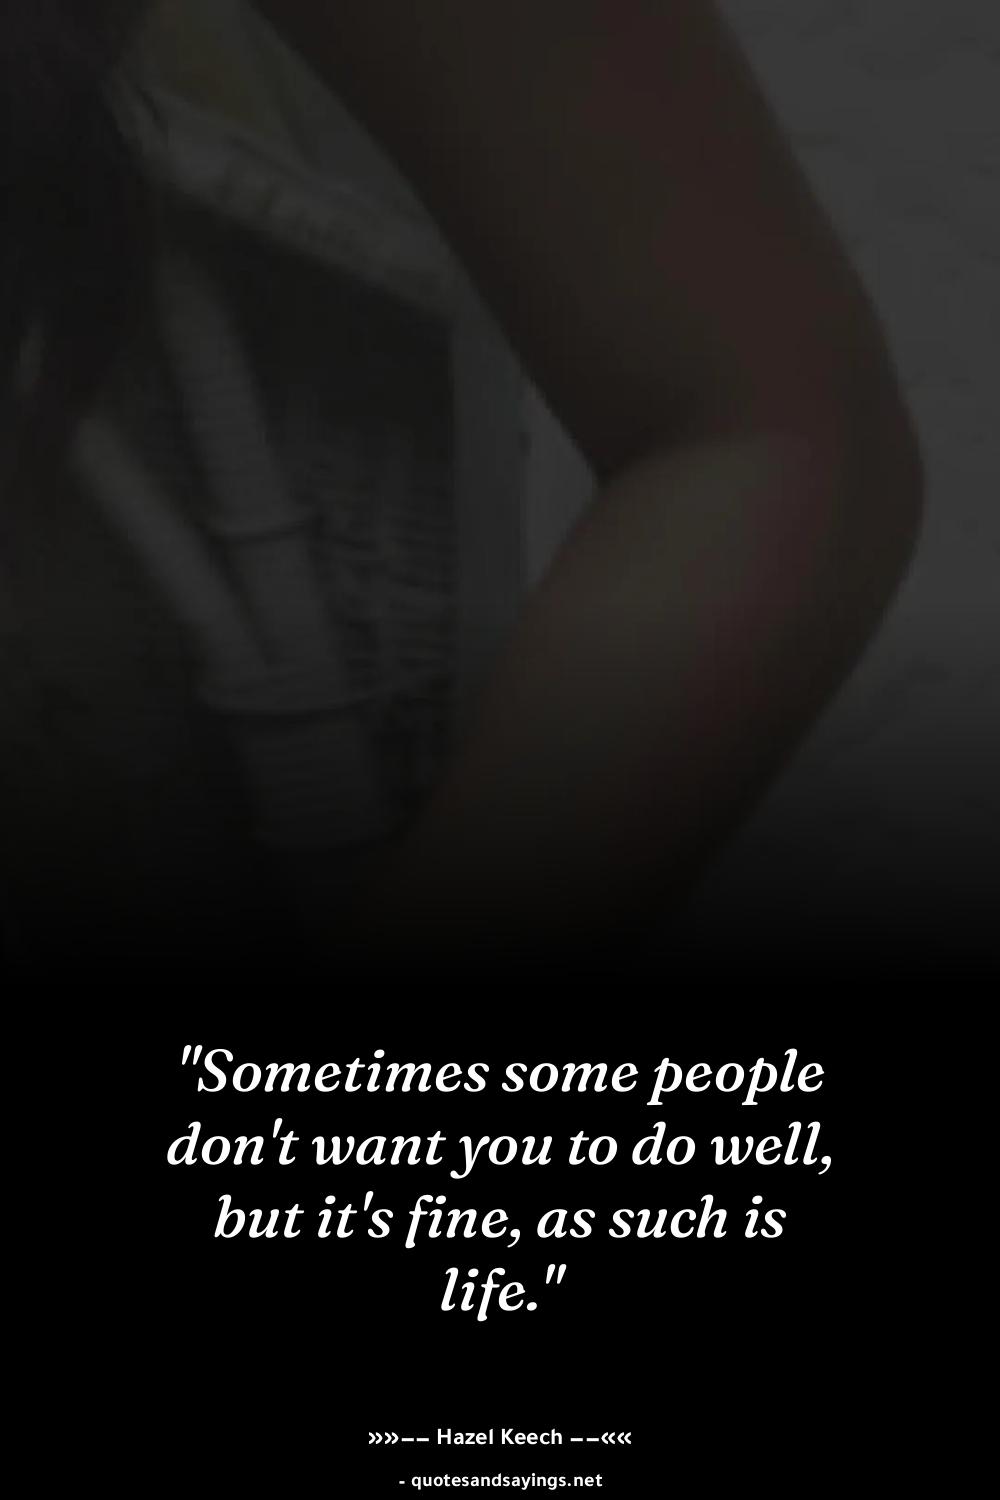 "Sometimes some people
don't want you to do well,
but it's fine, as such is
life."
»»−− Hazel Keech −−««
- quotesandsayings.net